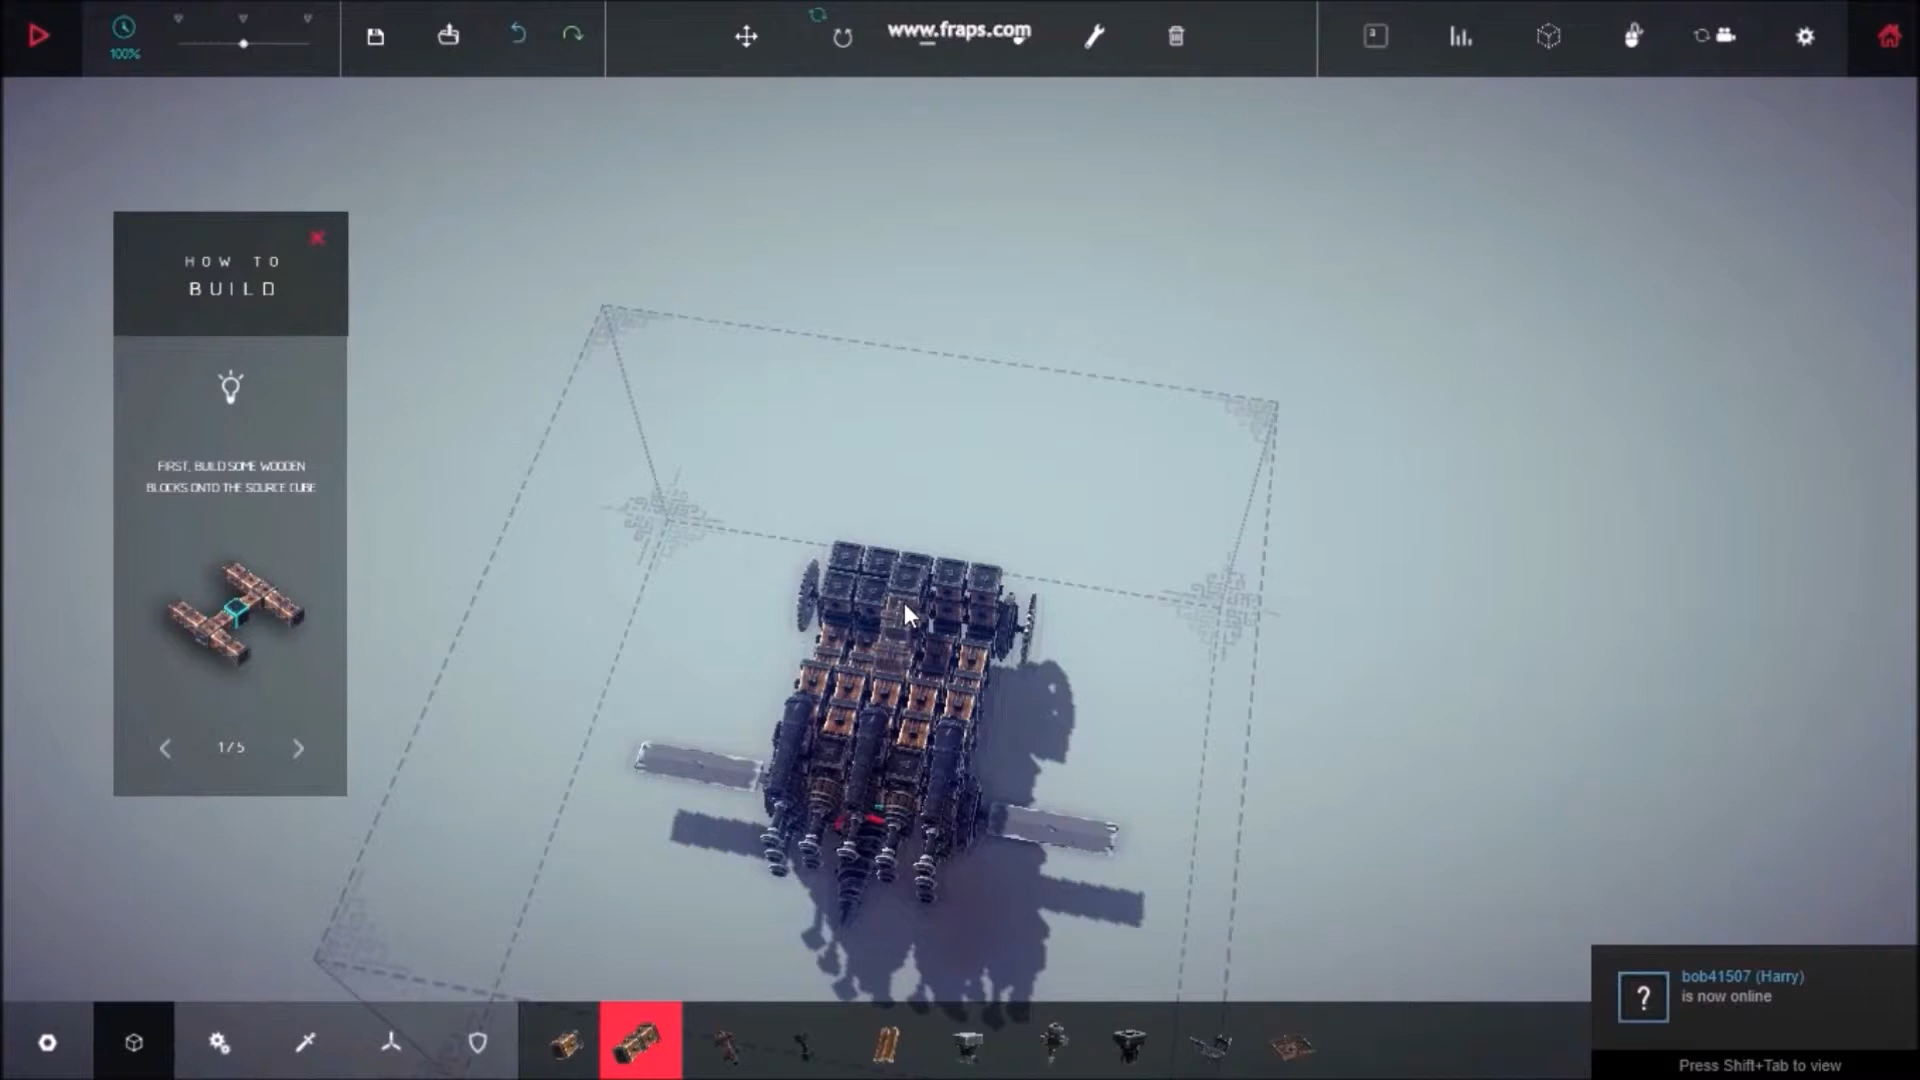 100%
www.fraps.com
HOW TO
BUILD
FIRST, BUILD SOME WOODEN
BLOCKS ONTO THE SOURCE CUBE
1/5
bob41507 (Harry)
is now online
?
Press Shift+Tab to view